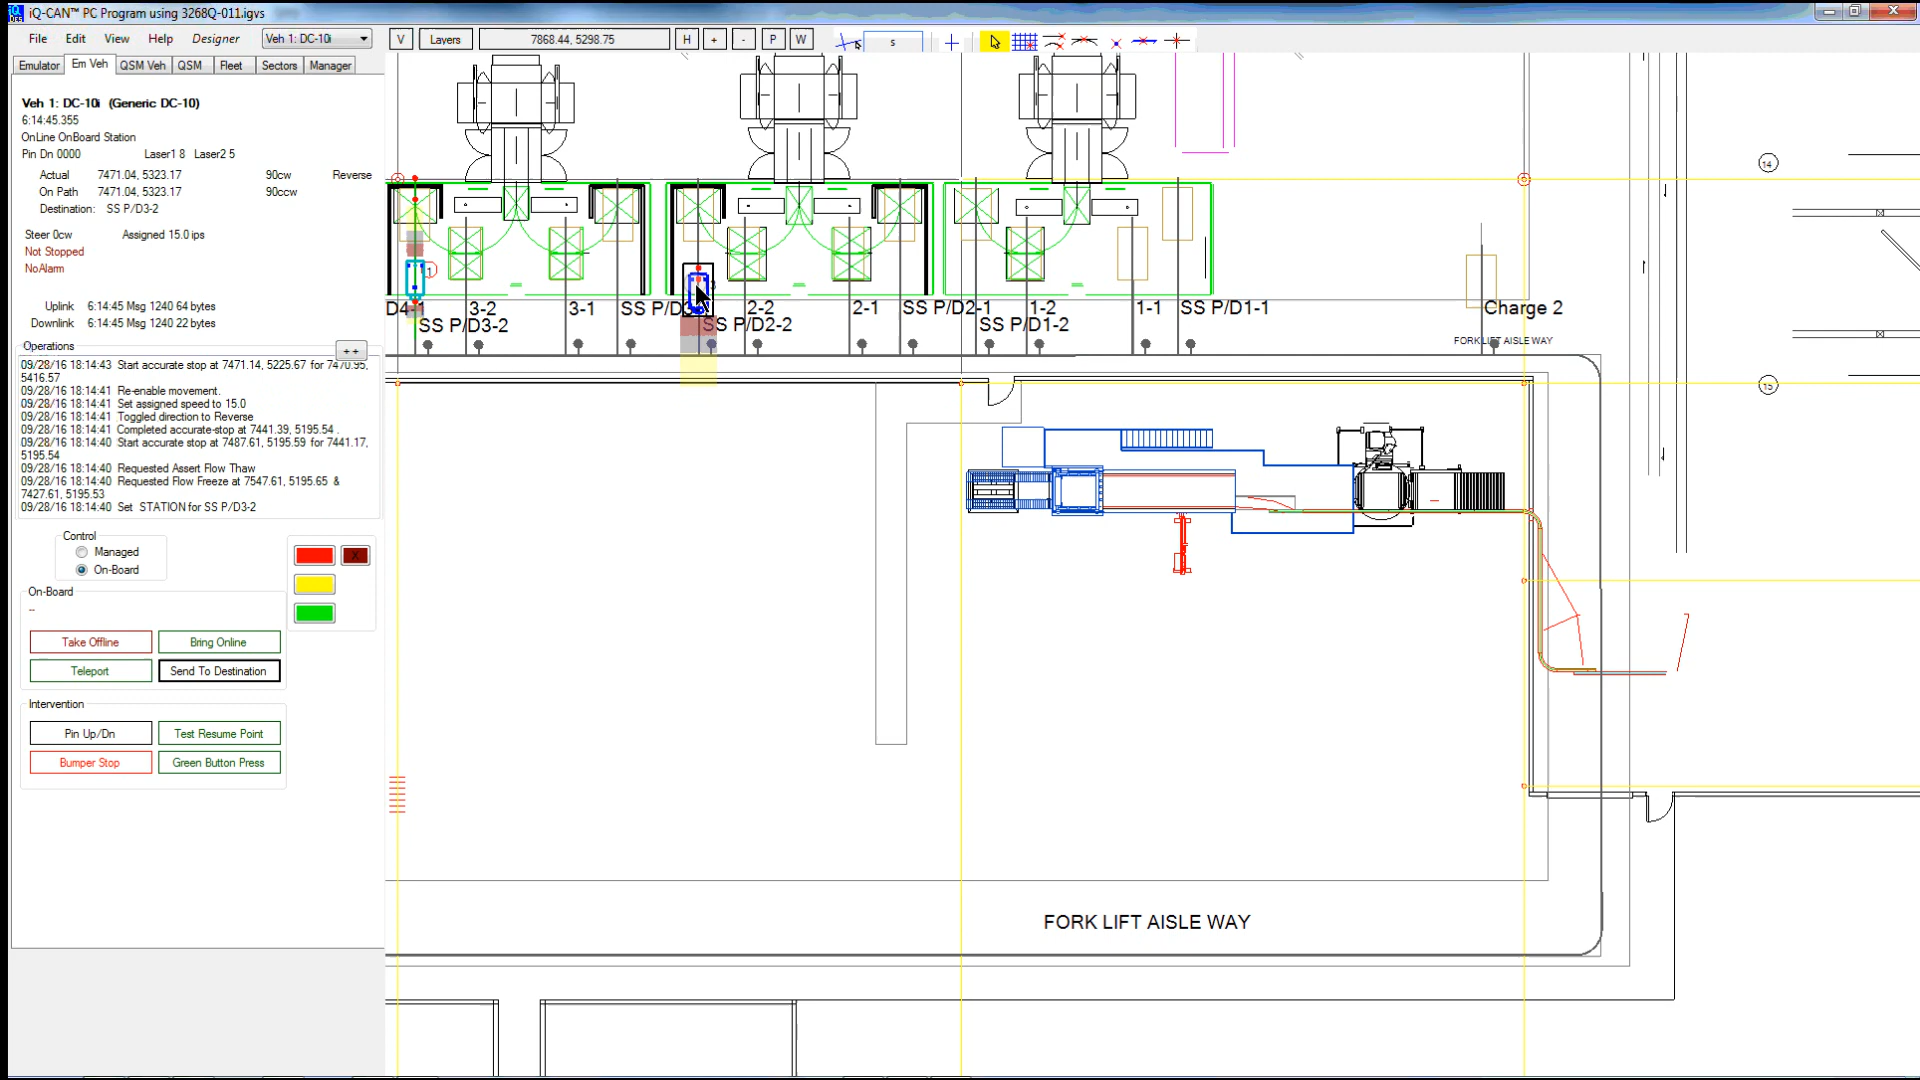 iQ-CAN™ PC Program using 3268Q-011.igvs
File Edit View Help Designer Veh 1: DC-10i V Layers 7868.44, 5298.75 H + - P W s
Emulator Em Veh QSM Veh QSM Fleet Sectors Manager
Veh 1: DC-10i (Generic DC-10)
6:14:45.355
OnLine OnBoard Station
Pin Dn 0000 Laser1 8 Laser2 5
Actual 7471.04, 5323.17 90cw Reverse
On Path 7471.04, 5323.17 90ccw
Destination: SS P/D3-2
Steer 0cw Assigned 15.0 ips
Not Stopped
NoAlarm
Uplink 6:14:45 Msg 1240 64 bytes
Downlink 6:14:45 Msg 1240 22 bytes
Operations
++
09/28/16 18:14:43 Start accurate stop at 7471.14, 5225.67 for 7470.95,
5416.57
09/28/16 18:14:41 Re-enable movement.
09/28/16 18:14:41 Set assigned speed to 15.0
09/28/16 18:14:41 Toggled direction to Reverse
09/28/16 18:14:41 Completed accurate-stop at 7441.39, 5195.54 .
09/28/16 18:14:40 Start accurate stop at 7487.61, 5195.59 for 7441.17,
5195.54
09/28/16 18:14:40 Requested Assert Flow Thaw
09/28/16 18:14:40 Requested Flow Freeze at 7547.61, 5195.65 &
7427.61, 5195.53
09/28/16 18:14:40 Set STATION for SS P/D3-2
Control
Managed
On-Board
X
On-Board
--
Take Offline Bring Online
Teleport Send To Destination
Intervention
Pin Up/Dn Test Resume Point
Bumper Stop Green Button Press
1
D4-1 3-2 3-1 SS P/D3 2-2 2-1 SS P/D2-1 1-2 1-1 SS P/D1-1 Charge 2
SS P/D3-2 SS P/D2-2 SS P/D1-2
FORK LIFT AISLE WAY
14
15
FORK LIFT AISLE WAY